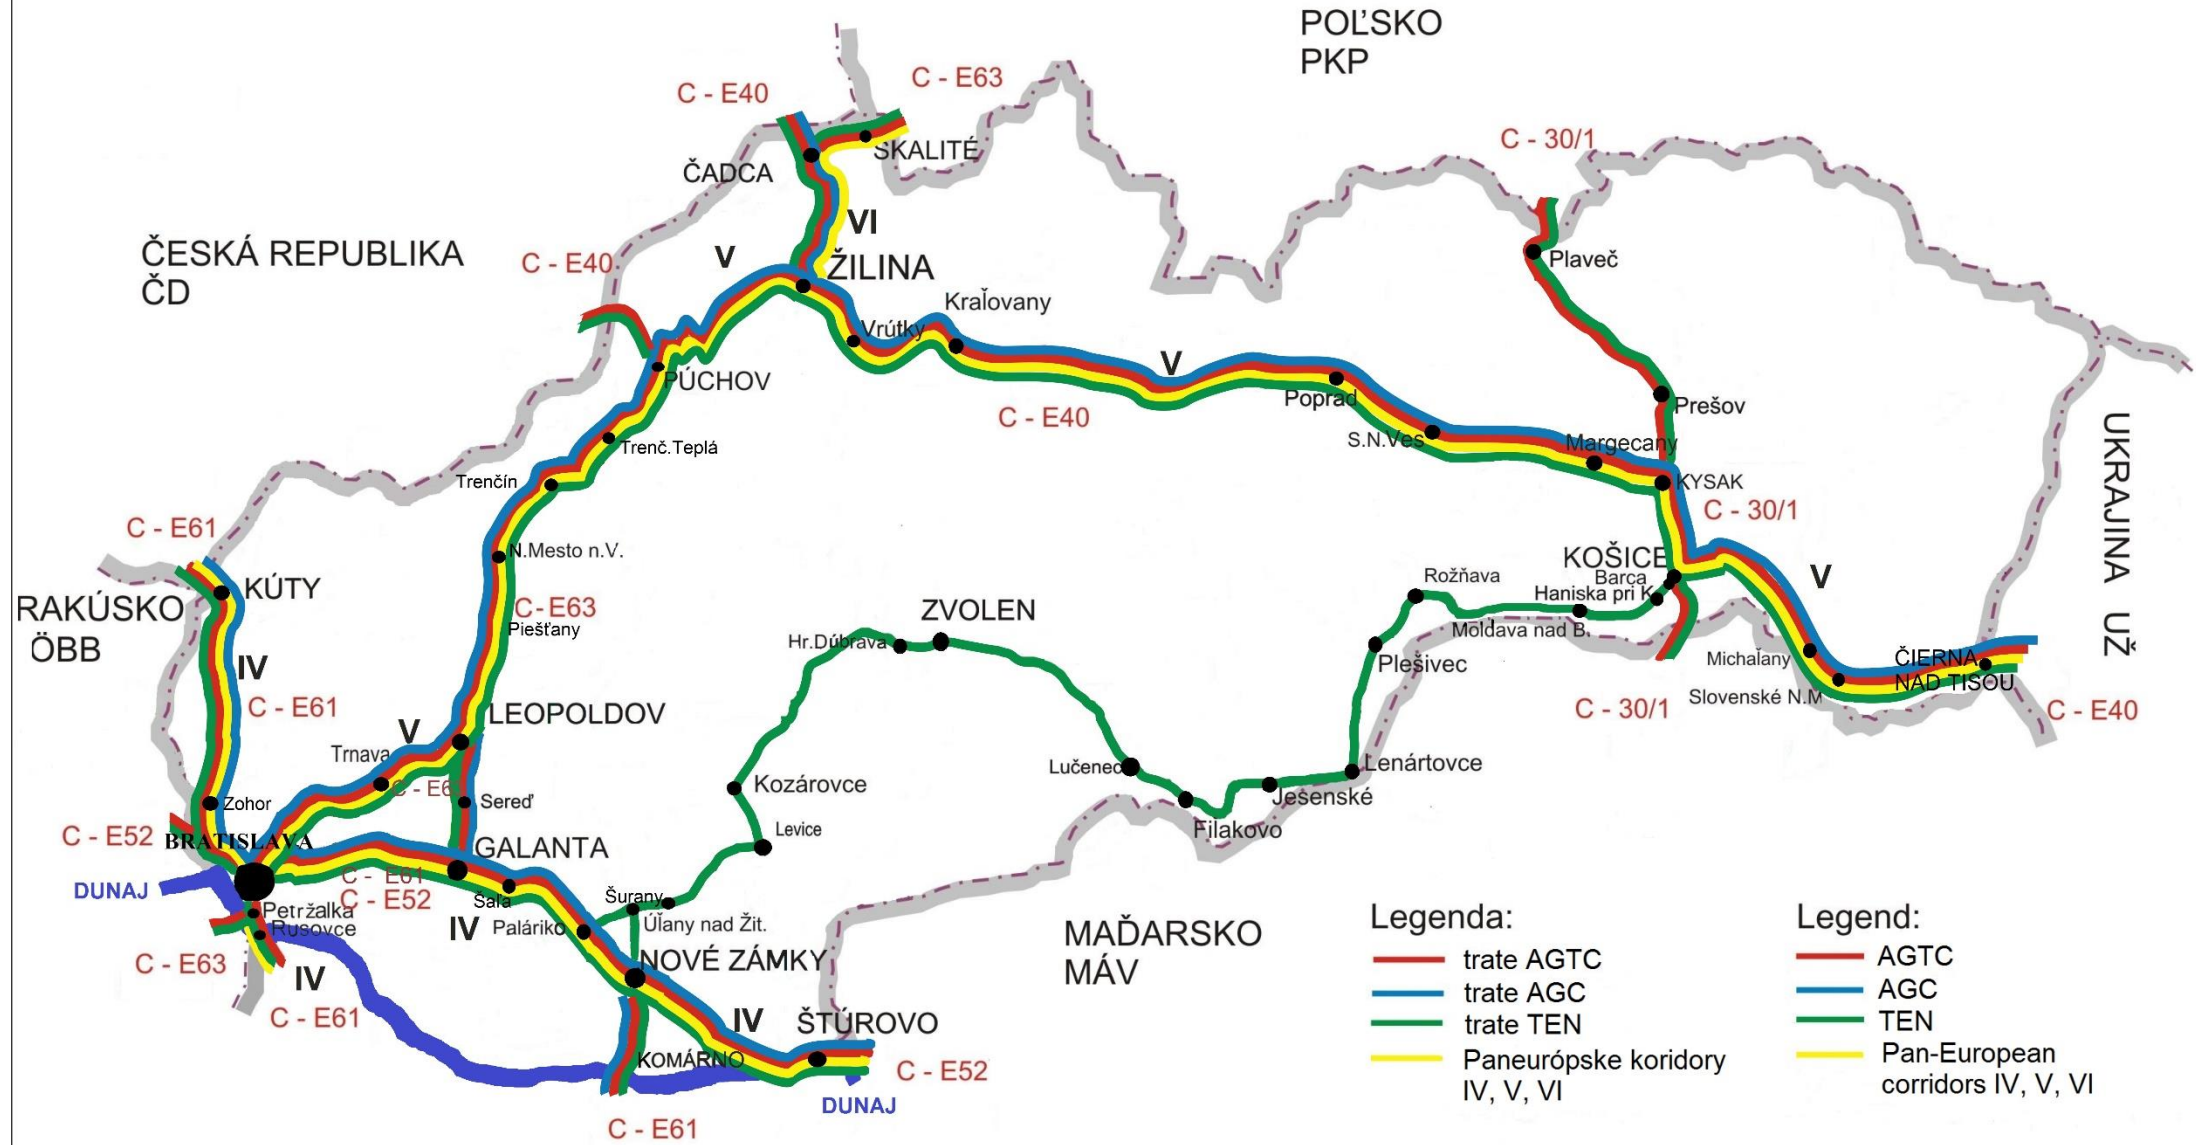 POĽSKO
PKP
C - E40
C - E63
SKALITÉ
ČADCA
C - 30/1
VI
V
ČESKÁ REPUBLIKA
ČD
C - E40
ŽILINA
Plaveč
Kraľovany
Vrútky
V
PÚCHOV
Poprad
C - E40
Prešov
S.N.Ves
Margecany
Trenč.Teplá
Trenčín
KYSAK
C - 30/1
UKRAJINA UŽ
C - E61
N.Mesto n.V.
KOŠICE
Barca
Haniska pri K.
V
KÚTY
RAKÚSKO
ÖBB
C- E63
Piešťany
ZVOLEN
Hr.Dúbrava
Rožňava
Moldava nad B.
Plešivec
Michaľany
ČIERNA
NAD TISOU
Slovenské N.M
IV
C - E61
LEOPOLDOV
C - 30/1
C - E40
V
Trnava
C - E6
Sereď
Zohor
Kozárovce
Lučenec
Lenártovce
Jesenské
Filakovo
Levice
C - E52
BRATISLAVA
GALANTA
C - E61
C - E52
DUNAJ
Šaľa
Šurany
Petržalka
Rusovce
IV
Paláriko
Úľany nad Žit.
C - E63
IV
NOVÉ ZÁMKY
MAĎARSKO
MÁV
C - E61
IV
ŠTÚROVO
KOMÁRNO
C - E52
DUNAJ
C - E61
Legenda:
trate AGTC
trate AGC
trate TEN
Paneurópske koridory
IV, V, VI
Legend:
AGTC
AGC
TEN
Pan-European
corridors IV, V, VI